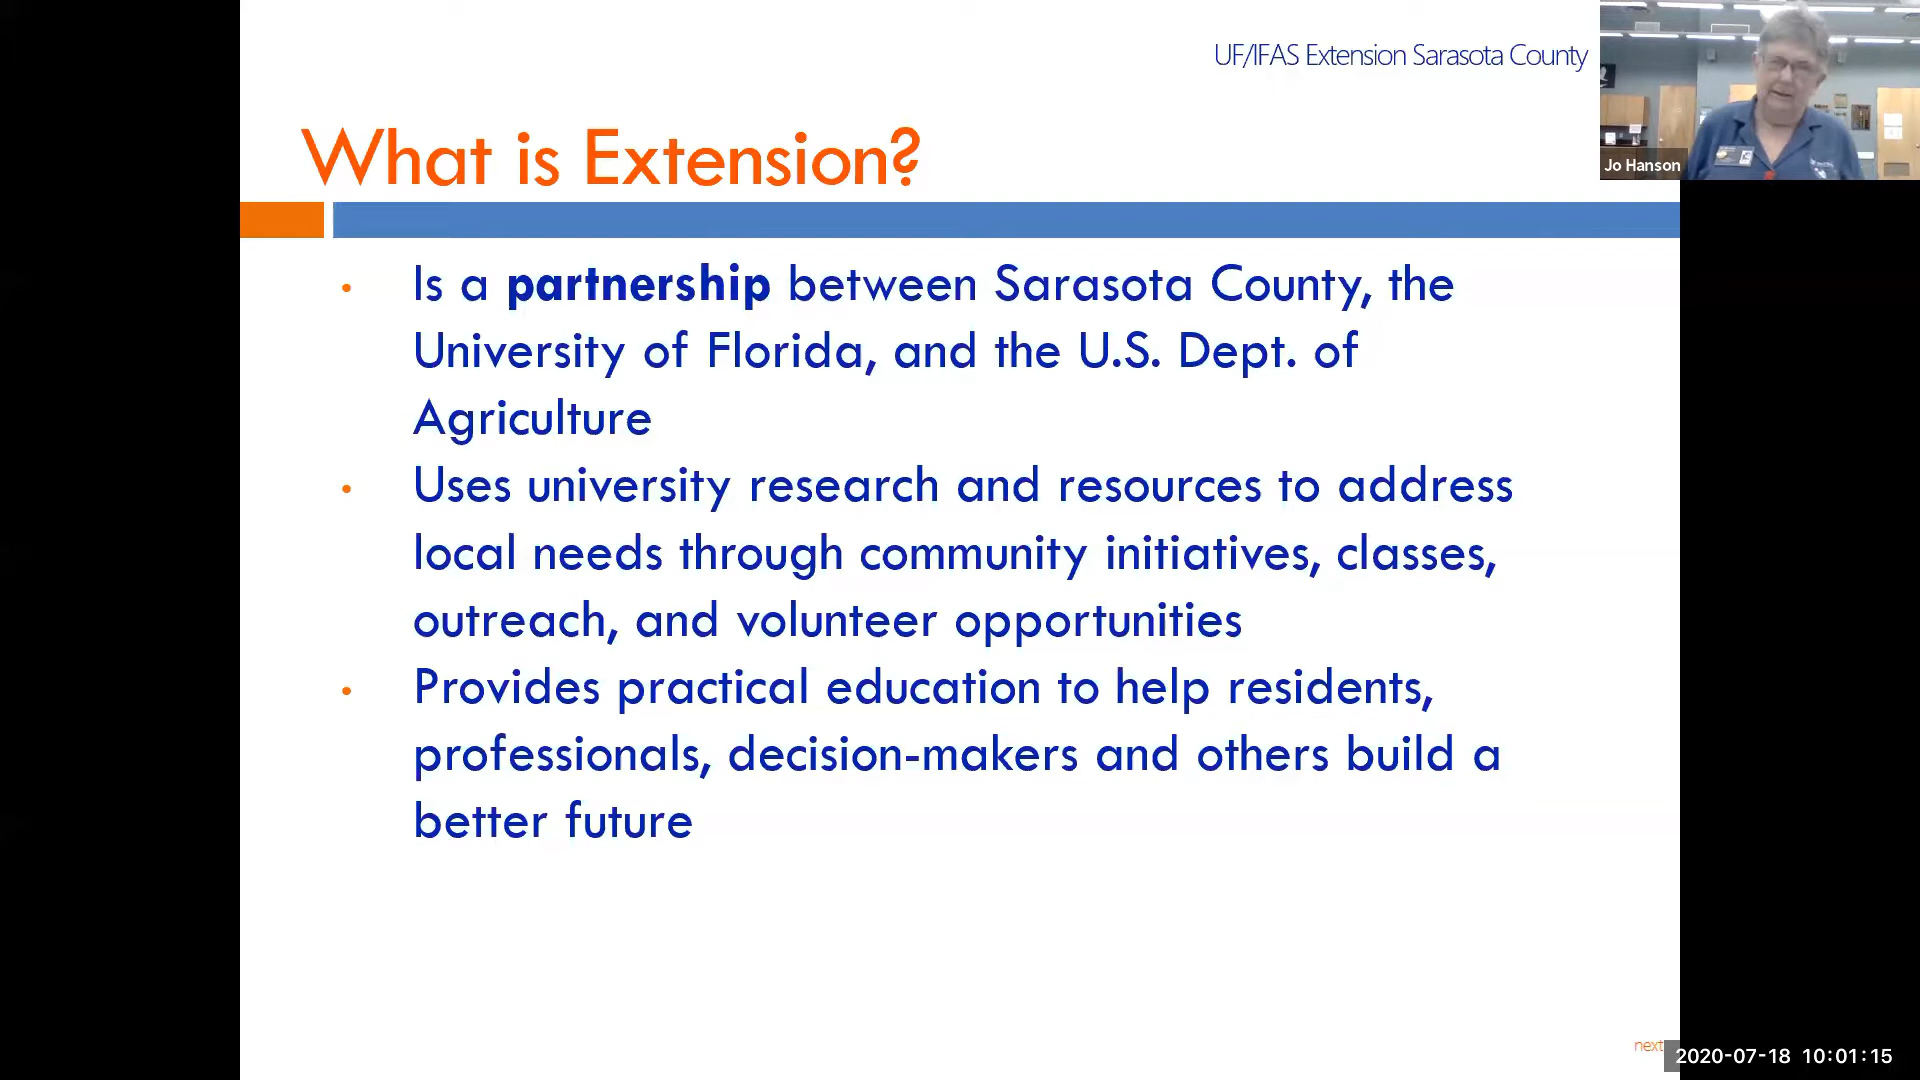 UF/IFAS Extension Sarasota County
Jo Hanson
What is Extension?
• Is a partnership between Sarasota County, the
University of Florida, and the U.S. Dept. of
Agriculture
• Uses university research and resources to address
local needs through community initiatives, classes,
outreach, and volunteer opportunities
• Provides practical education to help residents,
professionals, decision-makers and others build a
better future
next
2020-07-18 10:01:15